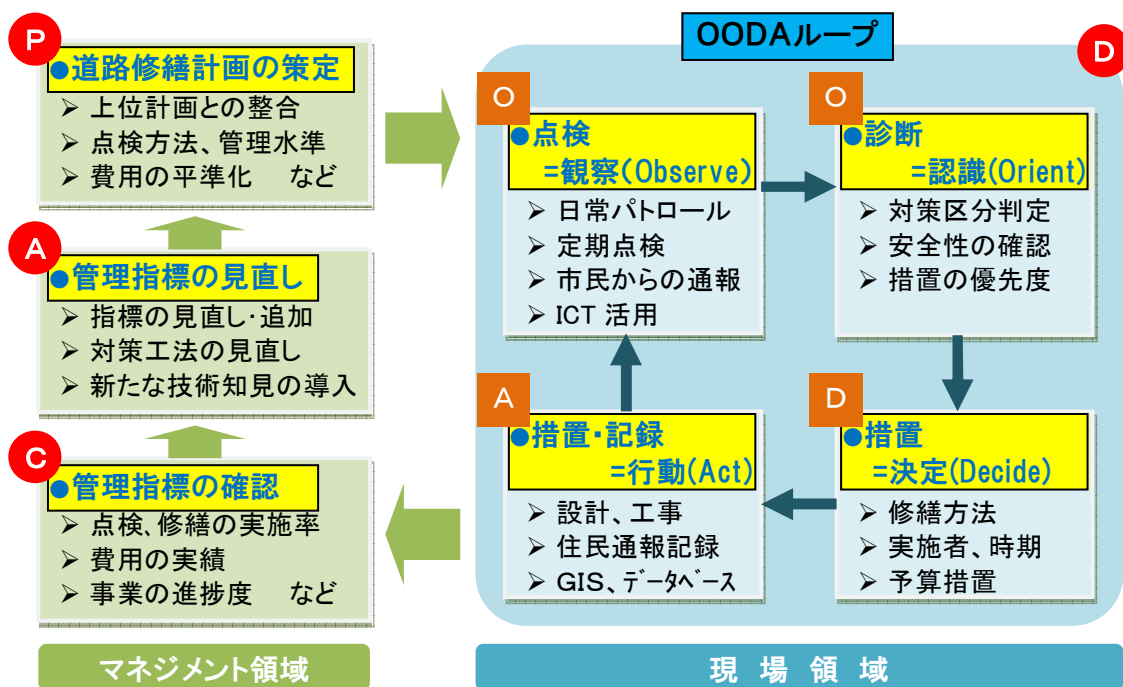 P
●道路修繕計画の策定
➢ 上位計画との整合
➢ 点検方法、管理水準
➢ 費用の平準化 など
A
●管理指標の見直し
➢ 指標の見直し・追加
➢ 対策工法の見直し
➢ 新たな技術知見の導入
C
●管理指標の確認
➢ 点検、修繕の実施率
➢ 費用の実績
➢ 事業の進捗度 など
マネジメント領域
OODAループ
D
O
●点検
=観察(Observe)
➢ 日常パトロール
➢ 定期点検
➢ 市民からの通報
➢ ICT 活用
O
●診断
=認識(Orient)
➢ 対策区分判定
➢ 安全性の確認
➢ 措置の優先度
A
●措置・記録
=行動(Act)
➢ 設計、工事
➢ 住民通報記録
➢ GIS、ﾃﾞｰﾀﾍﾞｰｽ
D
●措置
=決定(Decide)
➢ 修繕方法
➢ 実施者、時期
➢ 予算措置
現 場 領 域